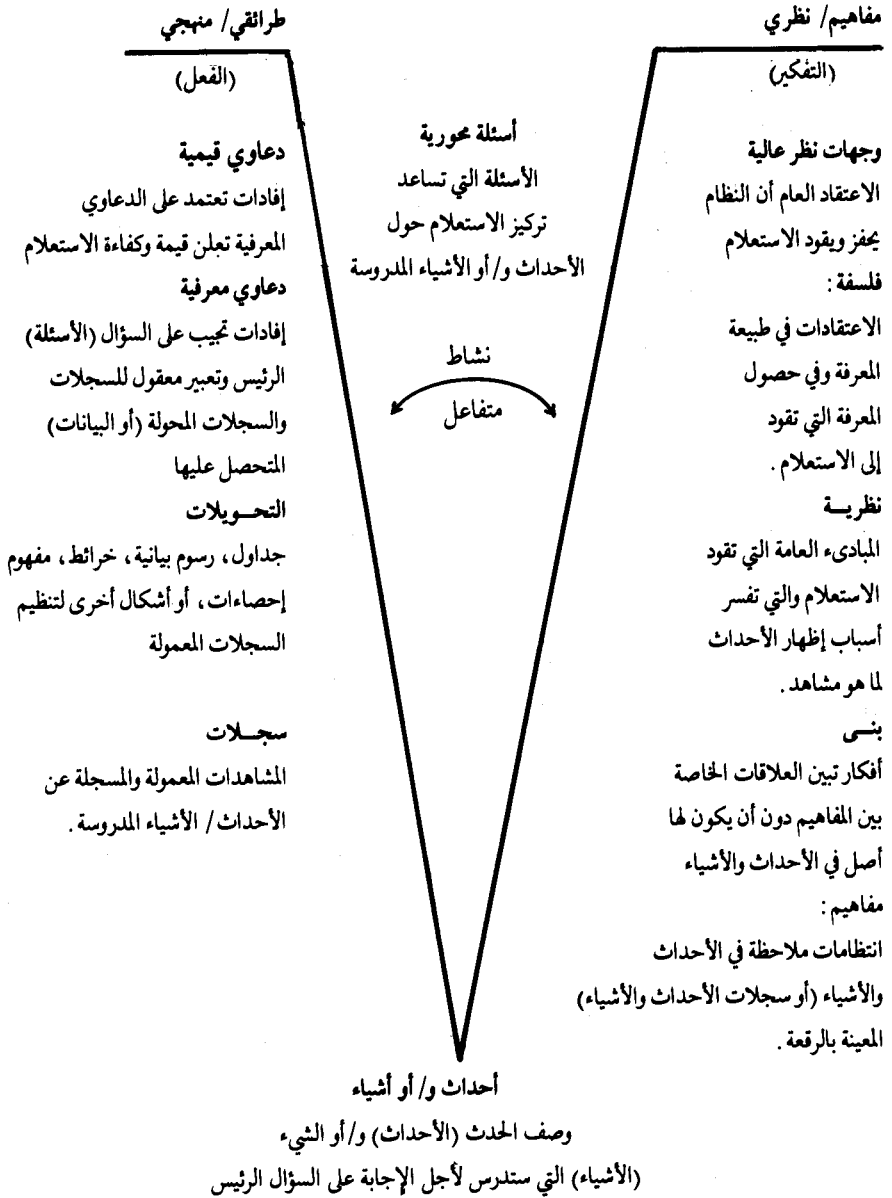 مفاهيم/ نظري
(التفكير)
وجهات نظر عالية
الاعتقاد العام أن النظام
يحفز ويقود الاستعلام
فلسفة :
الاعتقادات في طبيعة
المعرفة وفي حصول
المعرفة التي تقود
إلى الاستعلام .
نظريــة
المبادىء العامة التي تقود
الاستعلام والتي تفسر
أسباب إظهار الأحداث
لما هو مشاهد .
بنــى
أفكار تبين العلاقات الخاصة
بين المفاهيم دون أن يكون لها
أصل في الأحداث والأشياء
مفاهيم :
انتظامات ملاحظة في الأحداث
والأشياء (أو سجلات الأحداث والأشياء)
المعينة بالرقعة .
أسئلة محورية
الأسئلة التي تساعد
تركيز الاستعلام حول
الأحداث و/ أو الأشياء المدروسة
نشاط
متفاعل
طرائقي/ منهجي
(الفعل)
دعاوي قيمية
إفادات تعتمد على الدعاوي
المعرفية تعلن قيمة وكفاءة الاستعلام
دعاوي معرفية
إفادات تجيب على السؤال (الأسئلة)
الرئيس وتعبير معقول للسجلات
والسجلات المحولة (أو البيانات)
المتحصل عليها
التحــويلات
جداول، رسوم بيانية، خرائط، مفهوم
إحصاءات، أو أشكال أخرى لتنظيم
السجلات المعمولة
سجــلات
المشاهدات المعمولة والمسجلة عن
الأحداث/ الأشياء المدروسة .
أحداث و/ أو أشياء
وصف الحدث (الأحداث) و/ أو الشيء
(الأشياء) التي ستدرس لأجل الإجابة على السؤال الرئيس